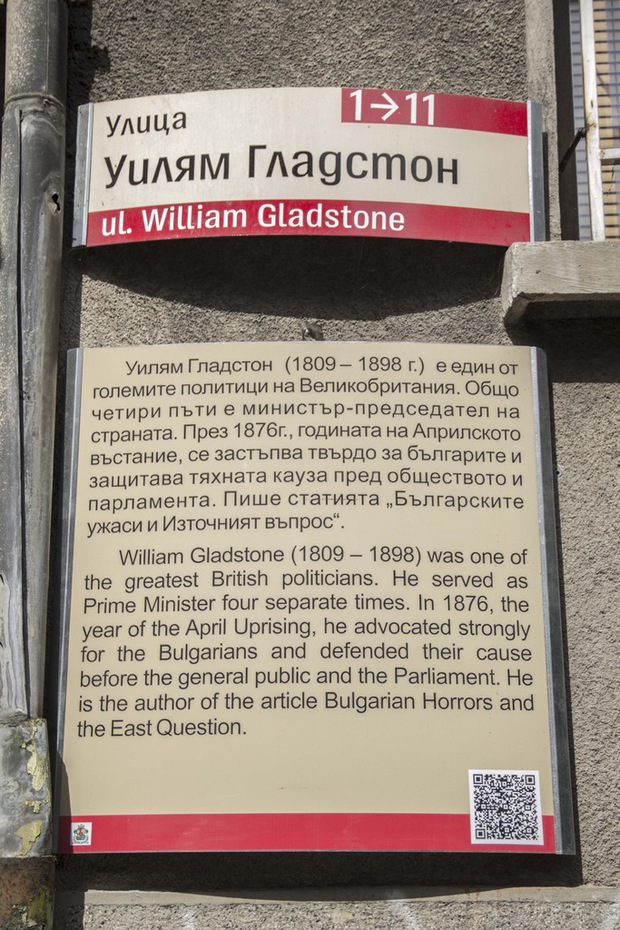 1→11
Улица
Уилям Гладстон
ul. William Gladstone
Уилям Гладстон (1809 – 1898 г.) е един от
големите политици на Великобритания. Общо
четири пъти е министър-председател на
страната. През 1876г., годината на Априлското
въстание, се застъпва твърдо за българите и
защитава тяхната кауза пред обществото и
парламента. Пише статията „Българските
ужаси и Източният въпрос“.
William Gladstone (1809 – 1898) was one of
the greatest British politicians. He served as
Prime Minister four separate times. In 1876, the
year of the April Uprising, he advocated strongly
for the Bulgarians and defended their cause
before the general public and the Parliament. He
is the author of the article Bulgarian Horrors and
the East Question.